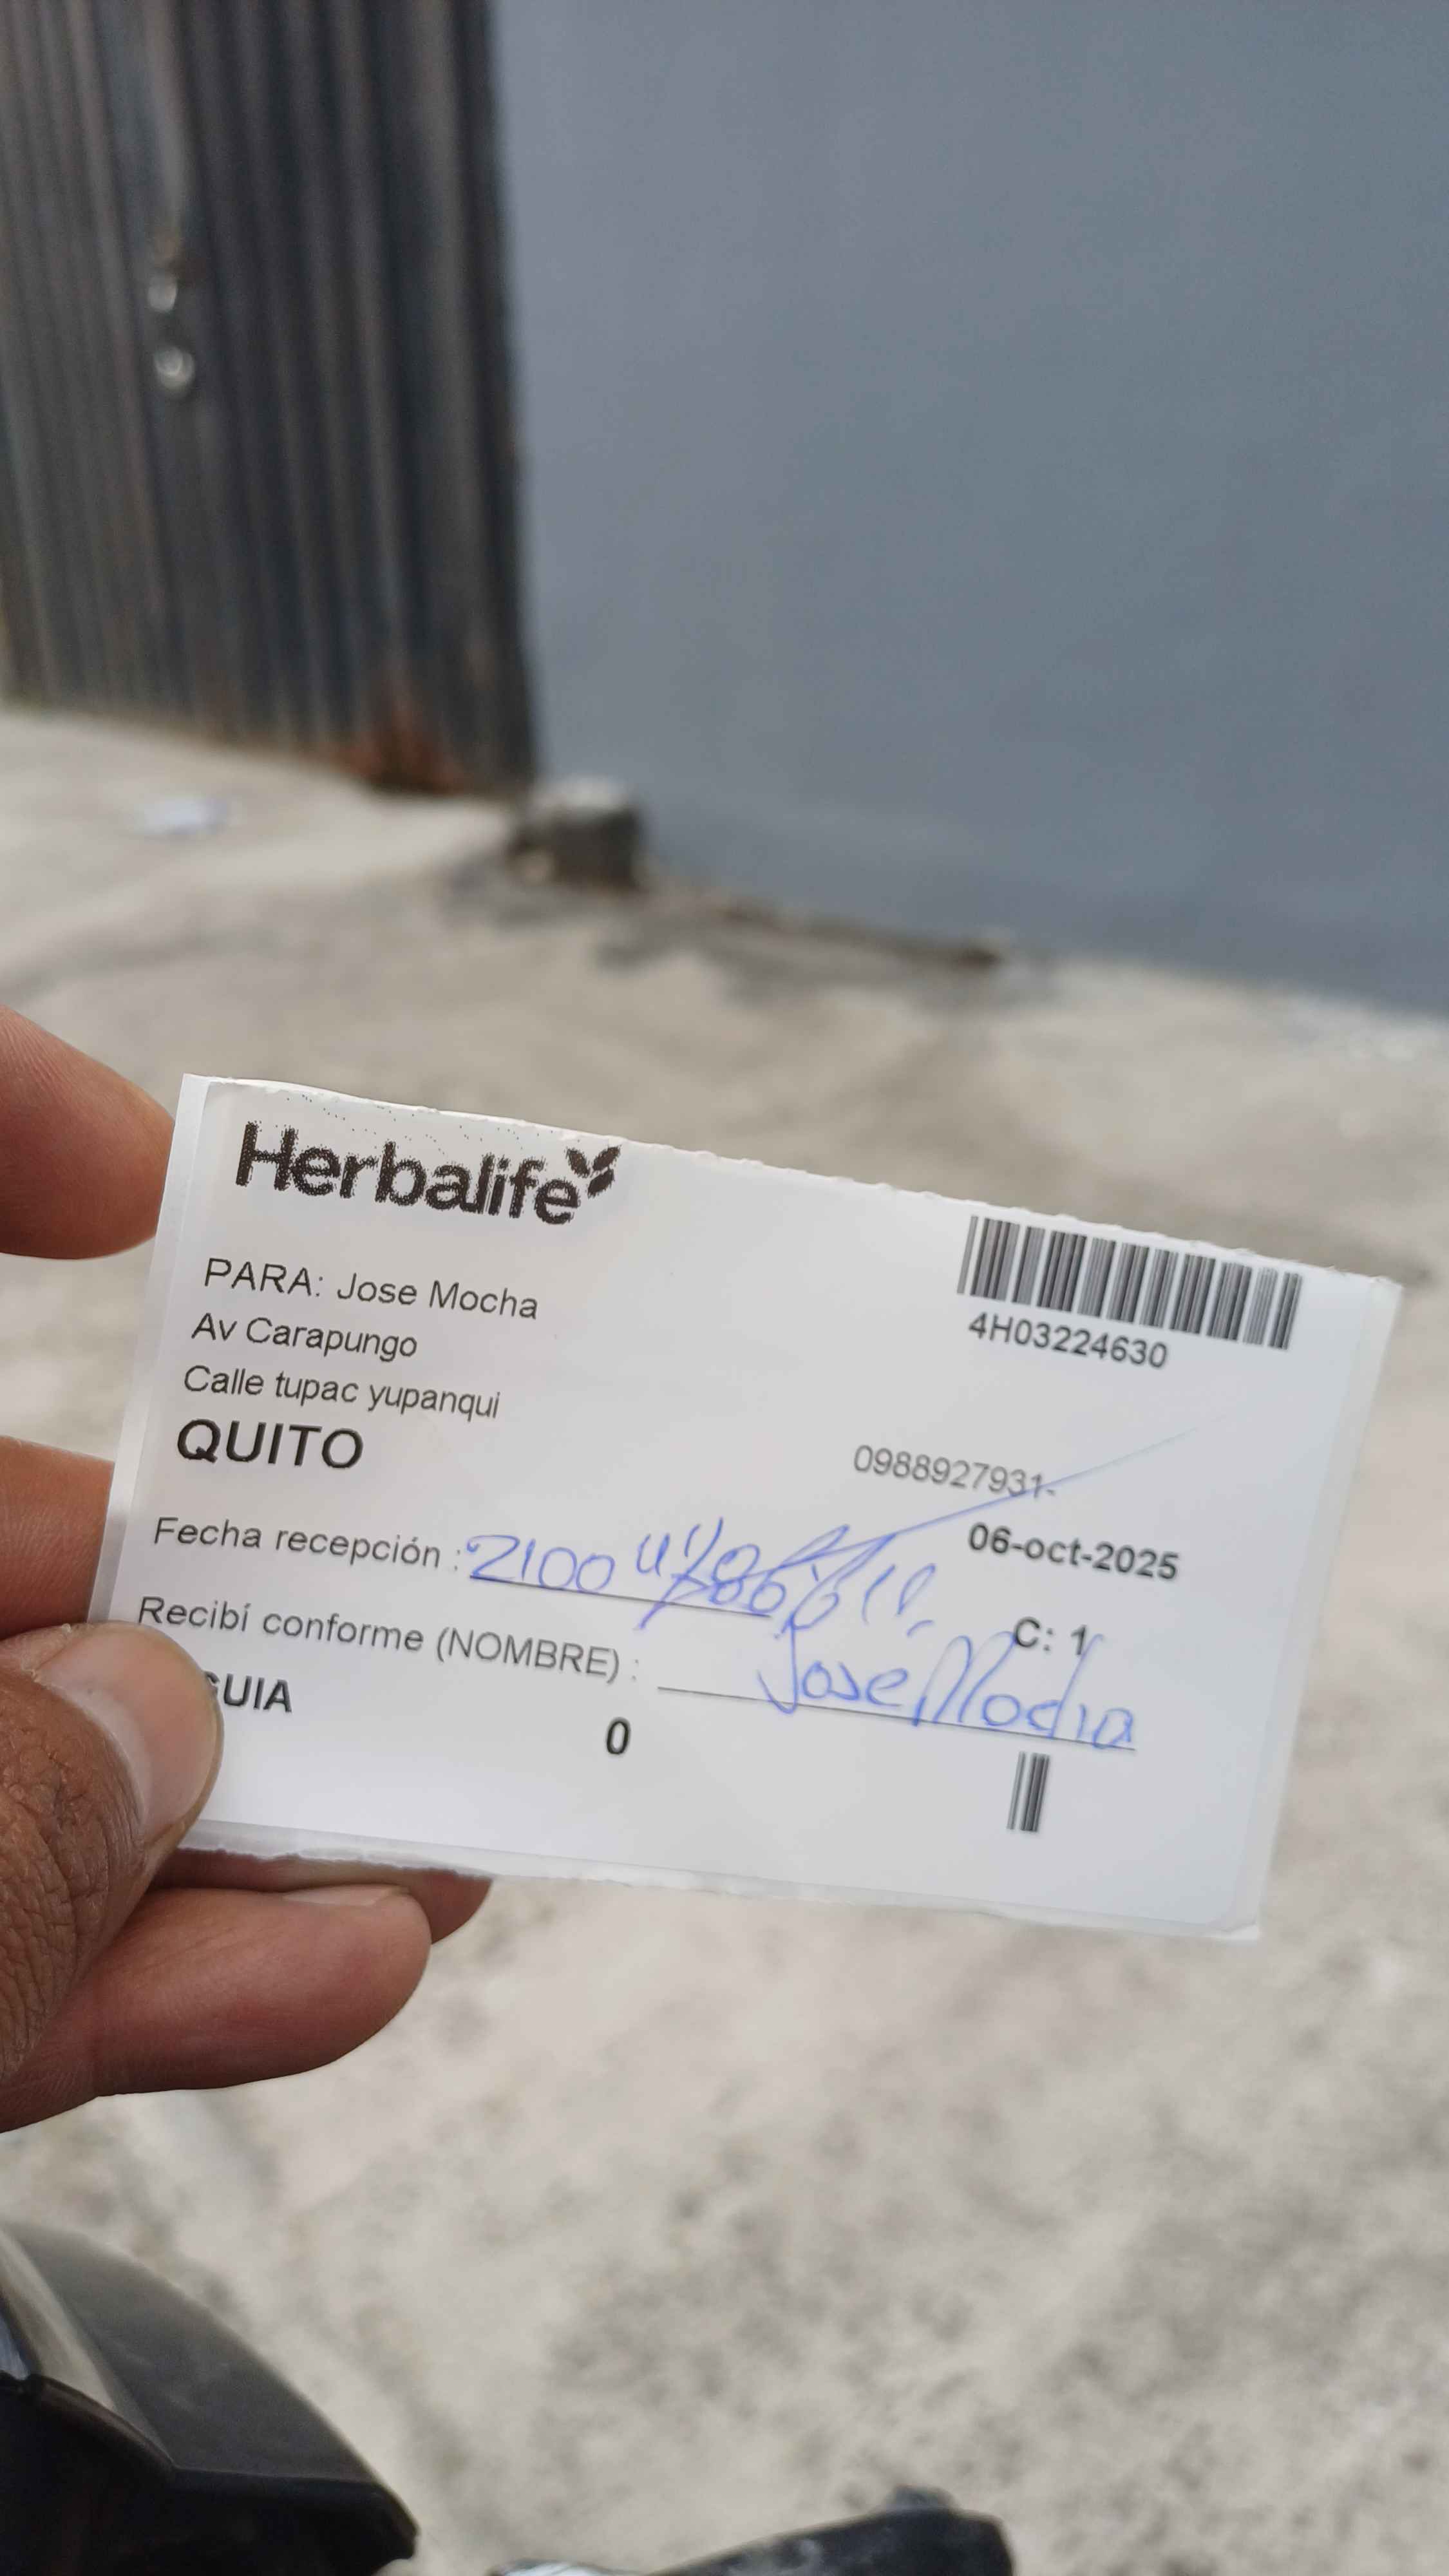 Herbalife
4H03224630
PARA: Jose Mocha
Av Carapungo
Calle tupac yupanqui
QUITO
0988927931-
06-oct-2025
Fecha recepción :
C: 1
Recibí conforme (NOMBRE) : Jose Mocha
GUIA
0